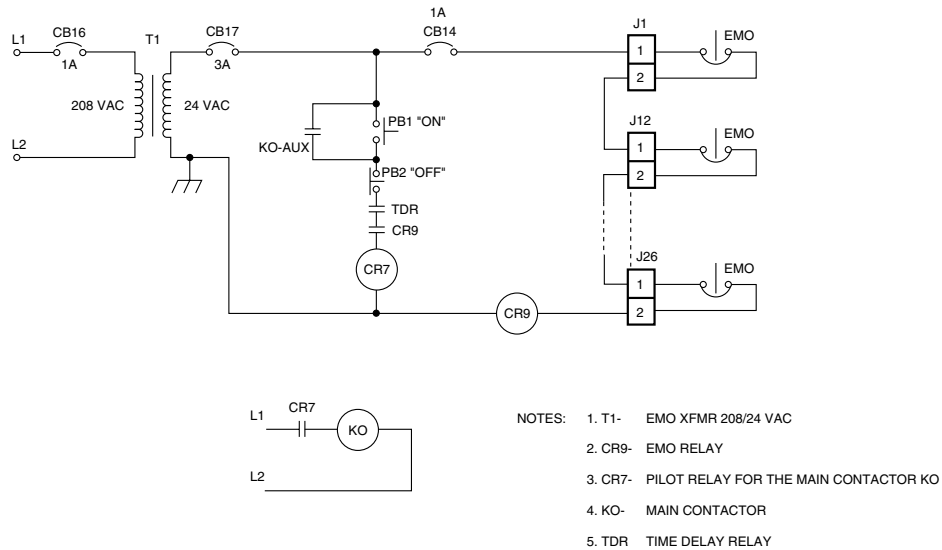 1A
L1
CB16
T1
CB17
CB14
J1
EMO
1A
3A
1
2
208 VAC
24 VAC
PB1 "ON"
KO-AUX
J12
EMO
L2
1
2
PB2 "OFF"
TDR
CR9
CR7
J26
EMO
1
2
CR9
L1
CR7
KO
L2
NOTES: 1. T1- EMO XFMR 208/24 VAC
2. CR9- EMO RELAY
3. CR7- PILOT RELAY FOR THE MAIN CONTACTOR KO
4. KO- MAIN CONTACTOR
5. TDR TIME DELAY RELAY